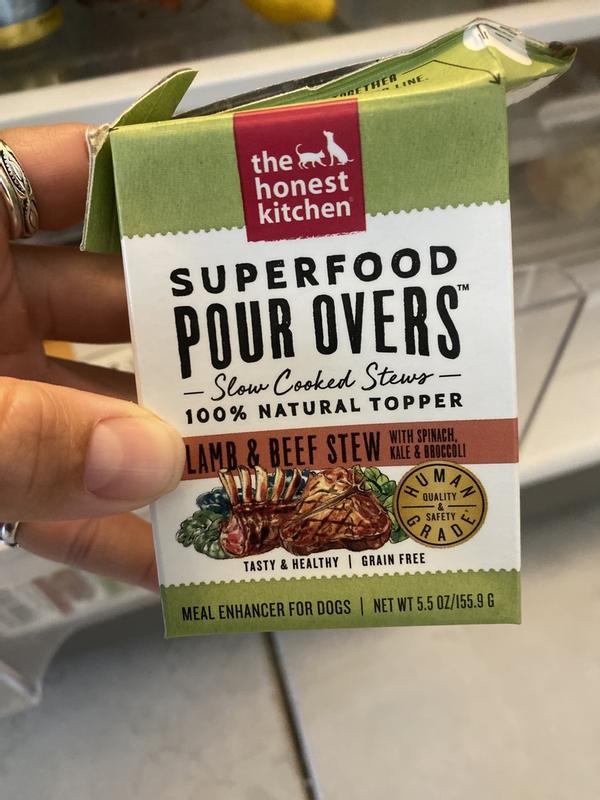 TOGETHER
LINE.
the
honest
kitchen®
SUPERFOOD
POUR OVERS™
— Slow Cooked Stews —
100% NATURAL TOPPER
LAMB & BEEF STEW WITH SPINACH,
KALE & BROCCOLI
HUMAN
QUALITY
&
SAFETY
GRADE
TASTY & HEALTHY | GRAIN FREE
MEAL ENHANCER FOR DOGS | NET WT 5.5 OZ/155.9 G